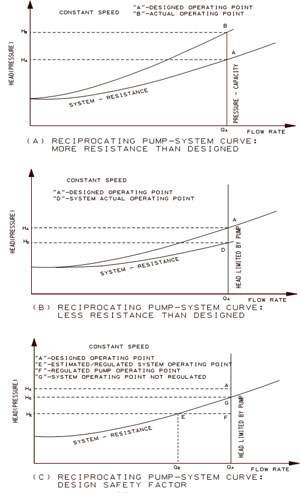 CONSTANT SPEED
"A"-DESIGNED OPERATING POINT
"B"-ACTUAL OPERATING POINT
HEAD(PRESSURE)
HB
B
HA
A
SYSTEM - RESISTANCE
PRESSURE - CAPACITY
QA
FLOW RATE
(A) RECIPROCATING PUMP-SYSTEM CURVE:
MORE RESISTANCE THAN DESIGNED
CONSTANT SPEED
"A"-DESIGNED OPERATING POINT
"D"-SYSTEM ACTUAL OPERATING POINT
HEAD(PRESSURE)
HA
A
HD
D
SYSTEM - RESISTANCE
HEAD LIMITED BY PUMP
QA
FLOW RATE
(B) RECIPROCATING PUMP-SYSTEM CURVE:
LESS RESISTANCE THAN DESIGNED
CONSTANT SPEED
"A"-DESIGNED OPERATING POINT
"E"-ESTIMATED/REGULATED SYSTEM OPERATING POINT
"F"-REGULATED PUMP OPERATING POINT
"G"-SYSTEM OPERATING POINT NOT REGULATED
HEAD(PRESSURE)
HA
A
HG
G
HE
E
F
SYSTEM - RESISTANCE
HEAD LIMITED BY PUMP
QA
FLOW RATE
(C) RECIPROCATING PUMP-SYSTEM CURVE:
DESIGN SAFETY FACTOR